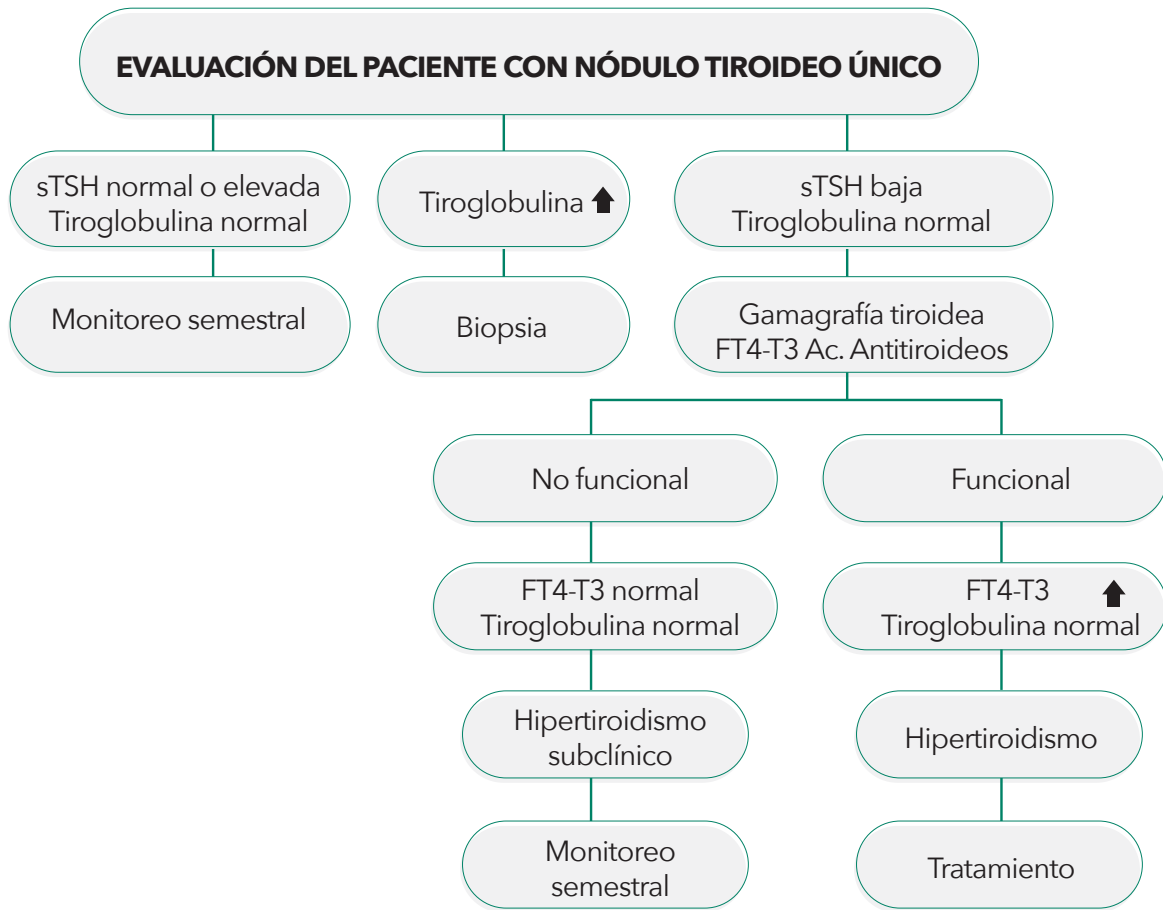 EVALUACIÓN DEL PACIENTE CON NÓDULO TIROIDEO ÚNICO
sTSH normal o elevada
Tiroglobulina normal
Tiroglobulina
sTSH baja
Tiroglobulina normal
Monitoreo semestral
Biopsia
Gamagrafía tiroidea
FT4-T3 Ac. Antitiroideos
No funcional
Funcional
FT4-T3 normal
Tiroglobulina normal
FT4-T3
Tiroglobulina normal
Hipertiroidismo
subclínico
Hipertiroidismo
Monitoreo
semestral
Tratamiento